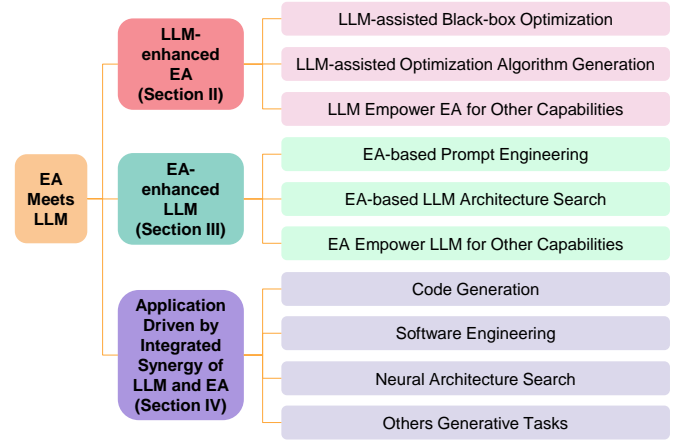 EA
Meets
LLM
LLM-
enhanced
EA
(Section II)
LLM-assisted Black-box Optimization
LLM-assisted Optimization Algorithm Generation
LLM Empower EA for Other Capabilities
EA-
enhanced
LLM
(Section III)
EA-based Prompt Engineering
EA-based LLM Architecture Search
EA Empower LLM for Other Capabilities
Application
Driven by
Integrated
Synergy of
LLM and EA
(Section IV)
Code Generation
Software Engineering
Neural Architecture Search
Others Generative Tasks